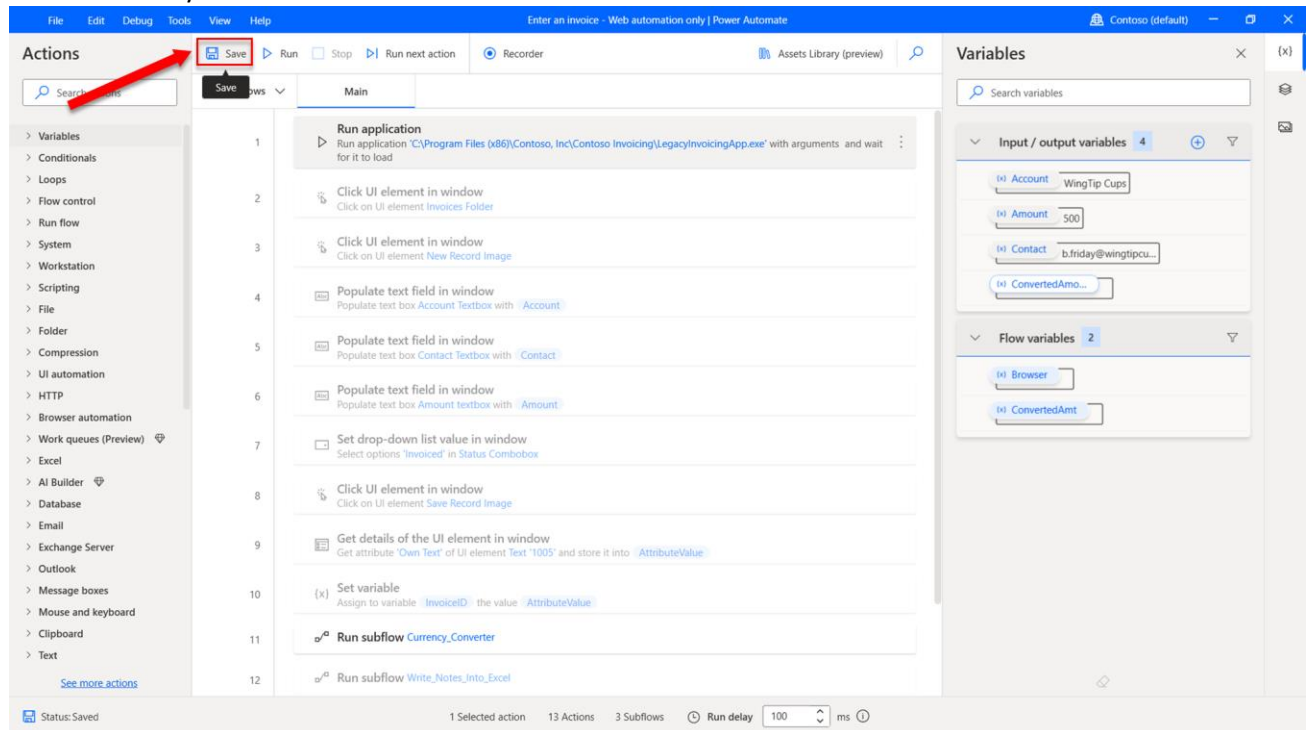 File Edit Debug Tools View Help
Enter an invoice - Web automation only | Power Automate
Contoso (default)
Actions
Save Run Stop Run next action Recorder
Assets Library (preview)
Variables
{x}
Save
Main
Search variables
Variables
Conditionals
Loops
Flow control
Run flow
System
Workstation
Scripting
File
Folder
Compression
UI automation
HTTP
Browser automation
Work queues (Preview)
Excel
AI Builder
Database
Email
Exchange Server
Outlook
Message boxes
Mouse and keyboard
Clipboard
Text
See more actions
1
Run application
Run application 'C:\Program Files (x86)\Contoso, Inc\Contoso Invoicing\LegacyInvoicingApp.exe' with arguments and wait
for it to load
2
Click UI element in window
Click on UI element Invoices Folder
3
Click UI element in window
Click on UI element New Record Image
4
Populate text field in window
Populate text box Account Textbox with Account
5
Populate text field in window
Populate text box Contact Textbox with Contact
6
Populate text field in window
Populate text box Amount textbox with Amount
7
Set drop-down list value in window
Select options 'Invoiced' in Status Combobox
8
Click UI element in window
Click on UI element Save Record Image
9
Get details of the UI element in window
Get attribute 'Own Text' of UI element Text '1005' and store it into AttributeValue
10
{x} Set variable
Assign to variable InvoiceID the value AttributeValue
11
Run subflow Currency_Converter
12
Run subflow Write_Notes_Into_Excel
Input / output variables 4
{x} Account WingTip Cups
{x} Amount 500
{x} Contact b.friday@wingtipcu...
{x} ConvertedAmo...
Flow variables 2
{x} Browser
{x} ConvertedAmt
Status: Saved
1 Selected action 13 Actions 3 Subflows Run delay 100 ms